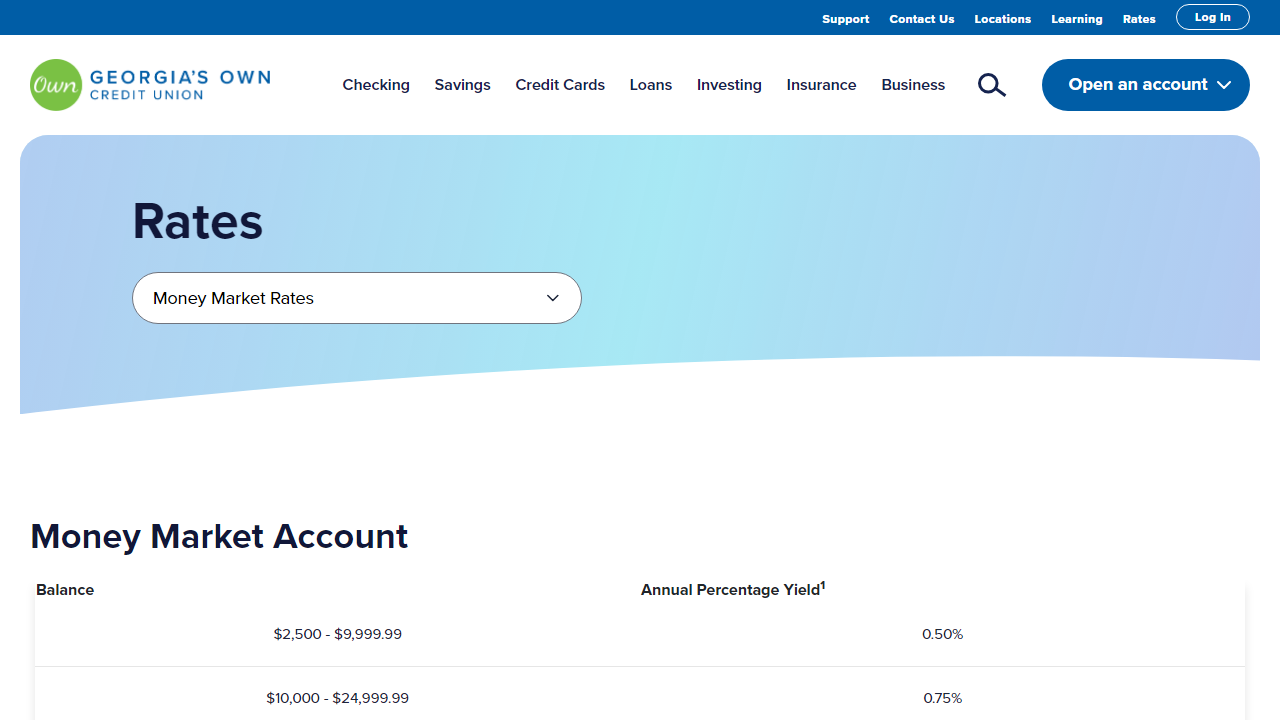 Support Contact Us Locations Learning Rates Log In
Own GEORGIA'S OWN
CREDIT UNION
Checking Savings Credit Cards Loans Investing Insurance Business Open an account
Rates
Money Market Rates
Money Market Account
Balance Annual Percentage Yield1
$2,500 - $9,999.99 0.50%
$10,000 - $24,999.99 0.75%